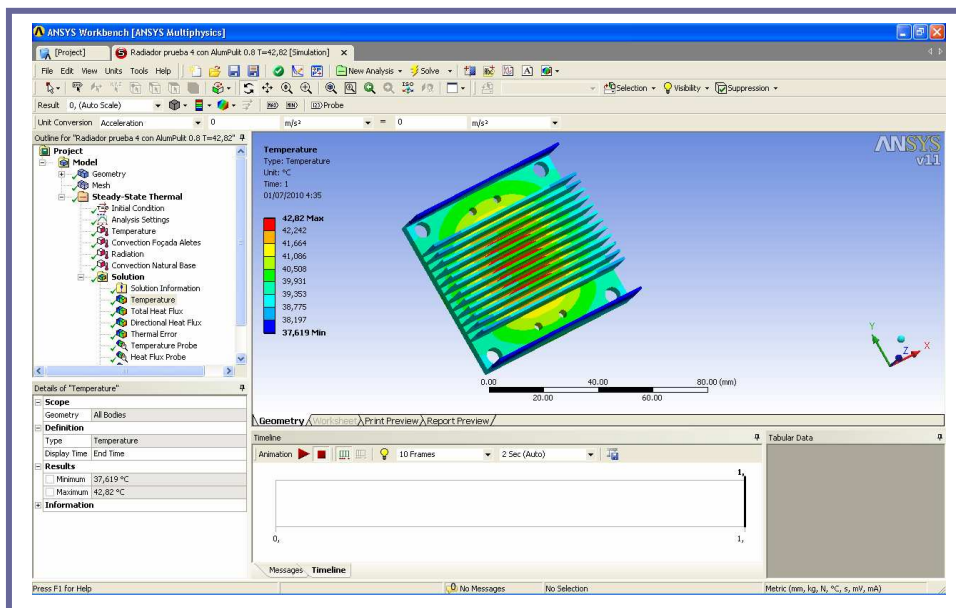 ANSYS Workbench [ANSYS Multiphysics]
[Project] Radiador prueba 4 con AlumPulit 0.8 T=42,82 [Simulation]
File Edit View Units Tools Help New Analysis Solve
Selection Visibility Suppression
Result 0, (Auto Scale) MAX MIN Probe
Unit Conversion Acceleration 0 m/s² = 0 m/s²
Outline for "Radiador prueba 4 con AlumPulit 0.8 T=42,82"
Project
Model
Geometry
Mesh
Steady-State Thermal
Initial Condition
Analysis Settings
Temperature
Convection Foçada Aletes
Radiation
Convection Natural Base
Solution
Solution Information
Temperature
Total Heat Flux
Directional Heat Flux
Thermal Error
Temperature Probe
Heat Flux Probe
Details of "Temperature"
Scope
Geometry All Bodies
Definition
Type Temperature
Display Time End Time
Results
Minimum 37,619 °C
Maximum 42,82 °C
Information
Temperature
Type: Temperature
Unit: °C
Time: 1
01/07/2010 4:35
42,82 Max
42,242
41,664
41,086
40,508
39,931
39,353
38,775
38,197
37,619 Min
ANSYS
v11
Y
Z X
0.00 40.00 80.00 (mm)
20.00 60.00
Geometry Worksheet Print Preview Report Preview
Timeline
Animation 10 Frames 2 Sec (Auto)
1,
0, 1,
Messages Timeline
Tabular Data
Press F1 for Help No Messages No Selection Metric (mm, kg, N, °C, s, mV, mA)